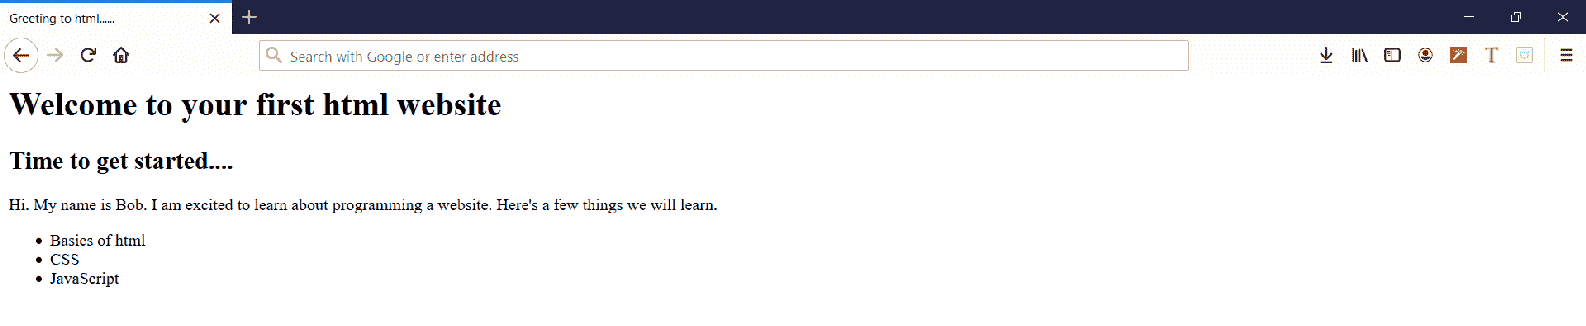 Greeting to html......
Search with Google or enter address
Welcome to your first html website
Time to get started....
Hi. My name is Bob. I am excited to learn about programming a website. Here's a few things we will learn.
• Basics of html
• CSS
• JavaScript